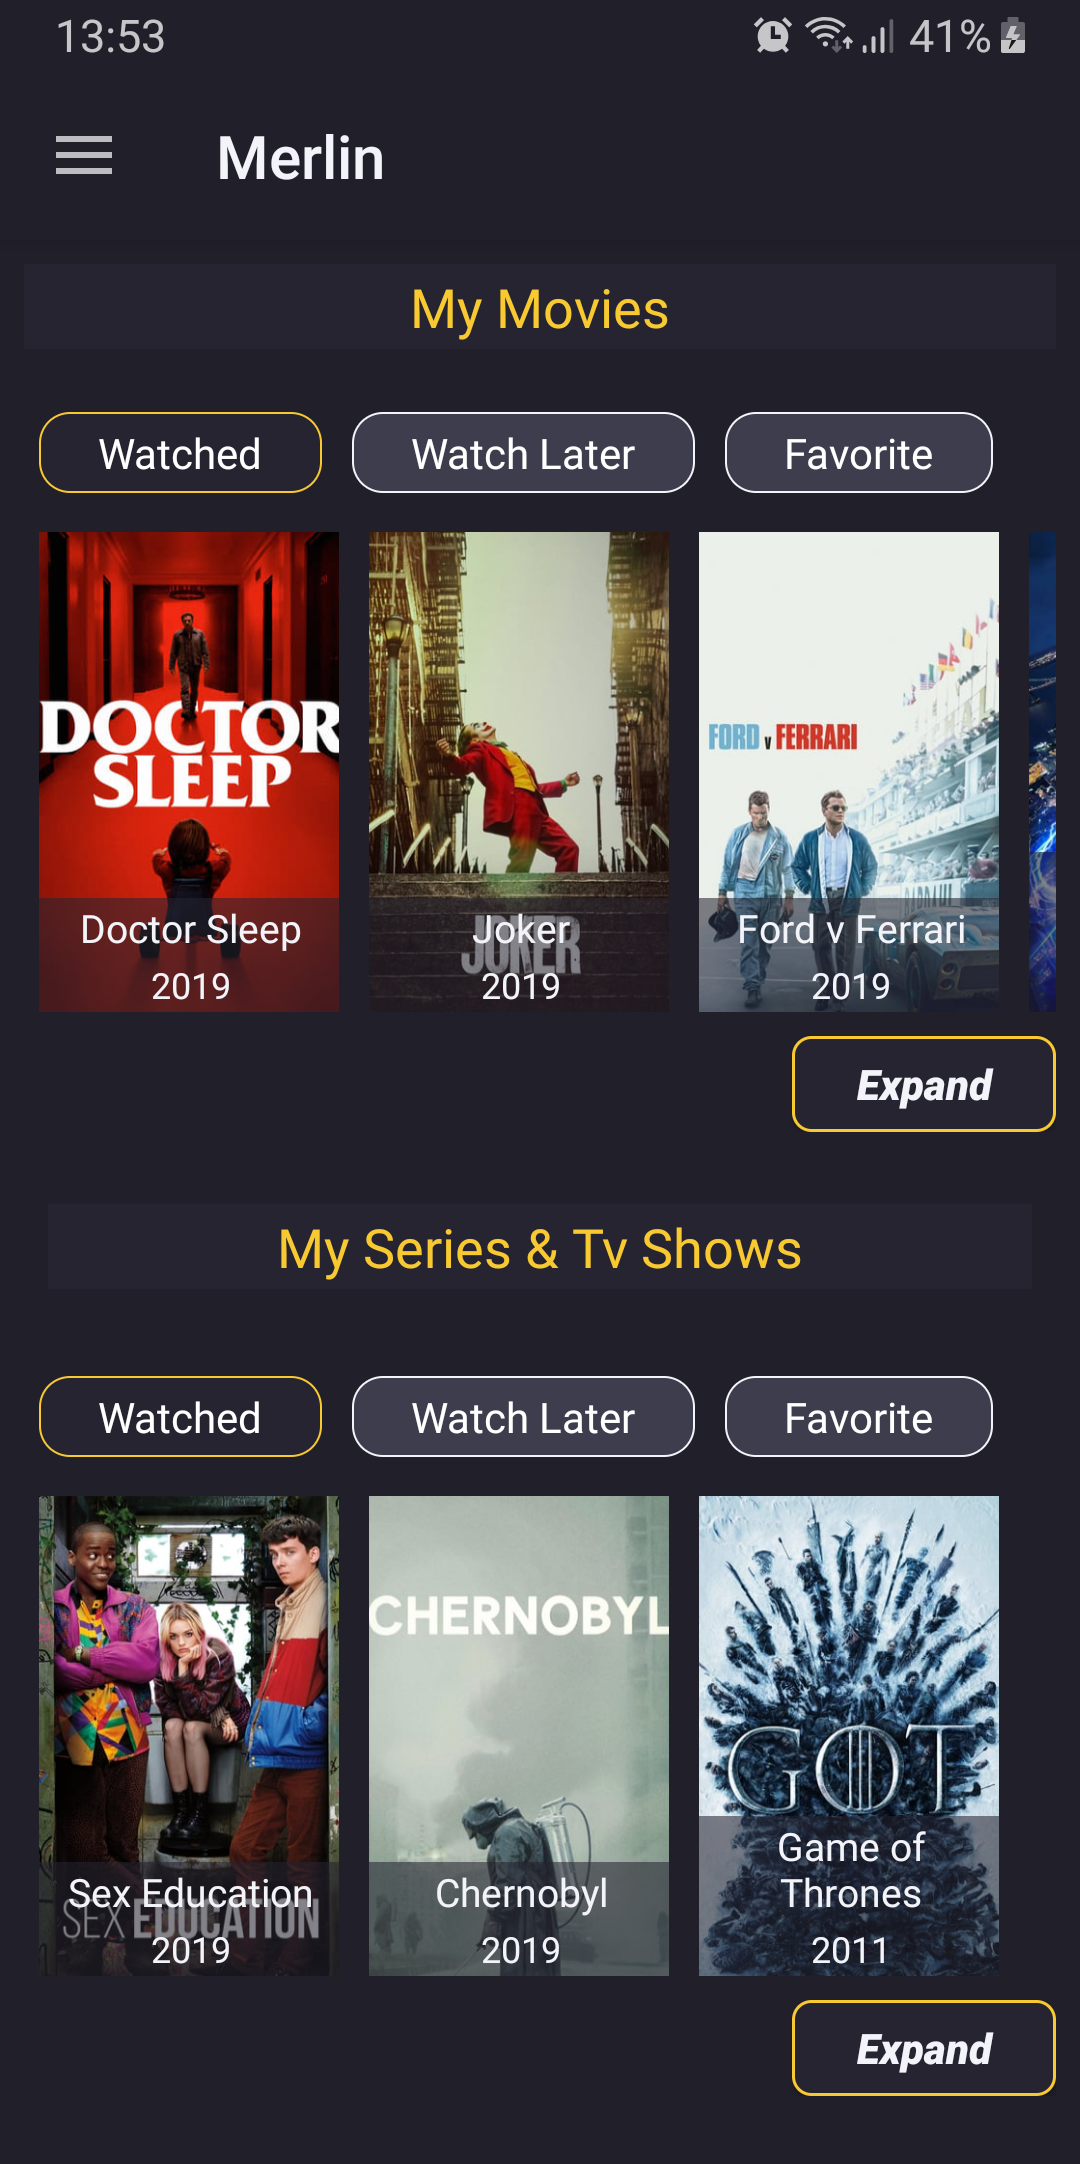 13:53
41%
Merlin
My Movies
Watched
Watch Later
Favorite
DOCTOR
SLEEP
Doctor Sleep
2019
JOKER
Joker
2019
FORD v FERRARI
Ford v Ferrari
2019
Expand
My Series & Tv Shows
Watched
Watch Later
Favorite
SEX EDUCATION
Sex Education
2019
CHERNOBYL
Chernobyl
2019
GOT
Game of
Thrones
2011
Expand